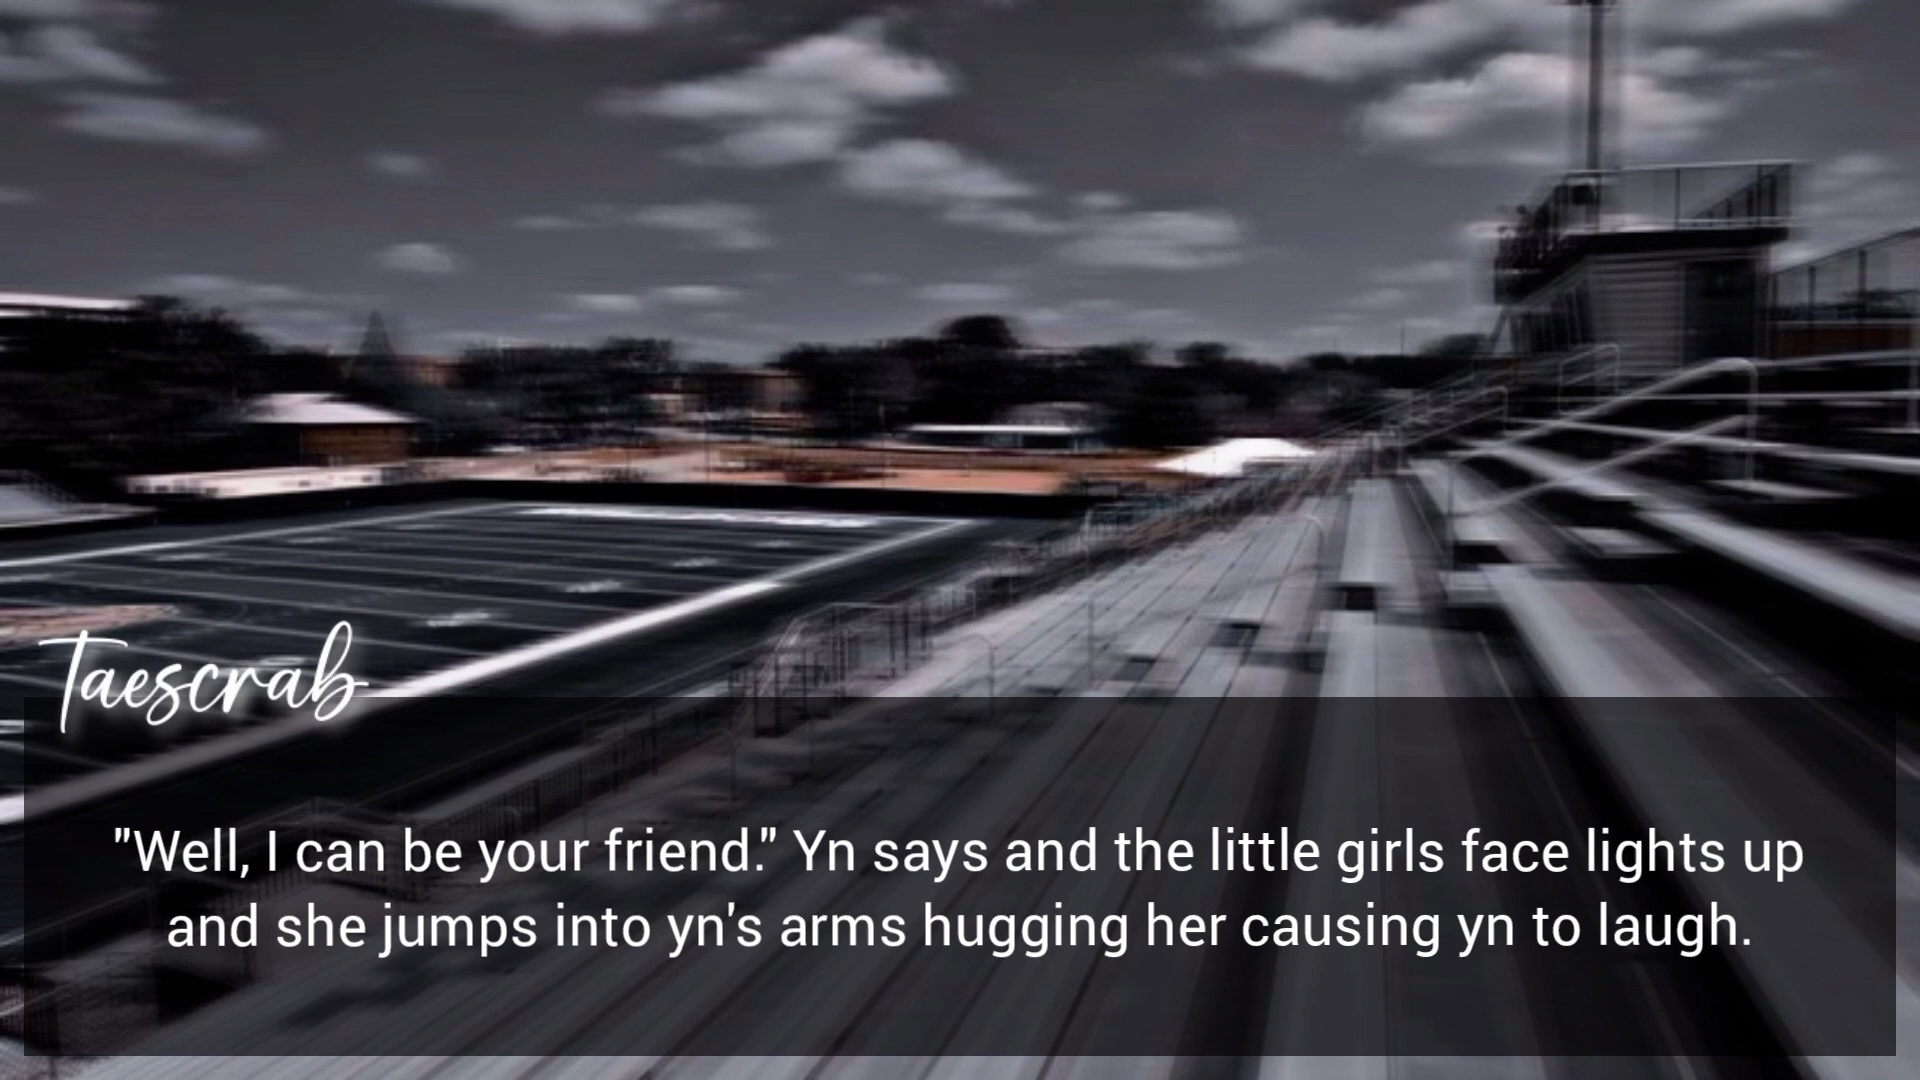 Taescrab
"Well, I can be your friend." Yn says and the little girls face lights up
and she jumps into yn's arms hugging her causing yn to laugh.